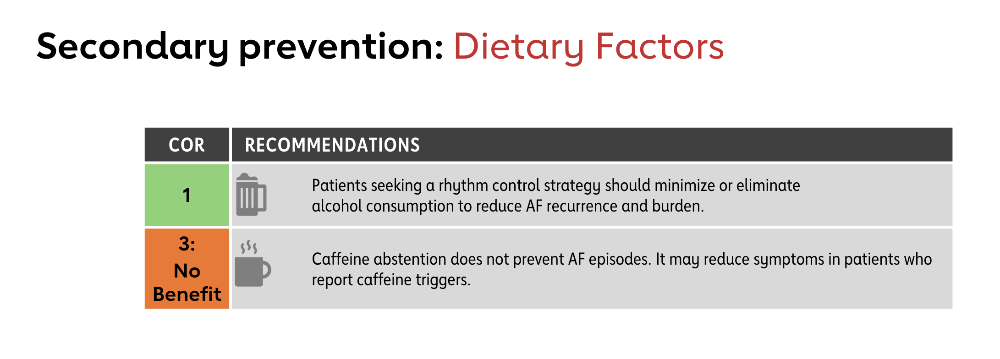 Secondary prevention: Dietary Factors
COR
RECOMMENDATIONS
1
Patients seeking a rhythm control strategy should minimize or eliminate
alcohol consumption to reduce AF recurrence and burden.
3:
No
Benefit
Caffeine abstention does not prevent AF episodes. It may reduce symptoms in patients who
report caffeine triggers.